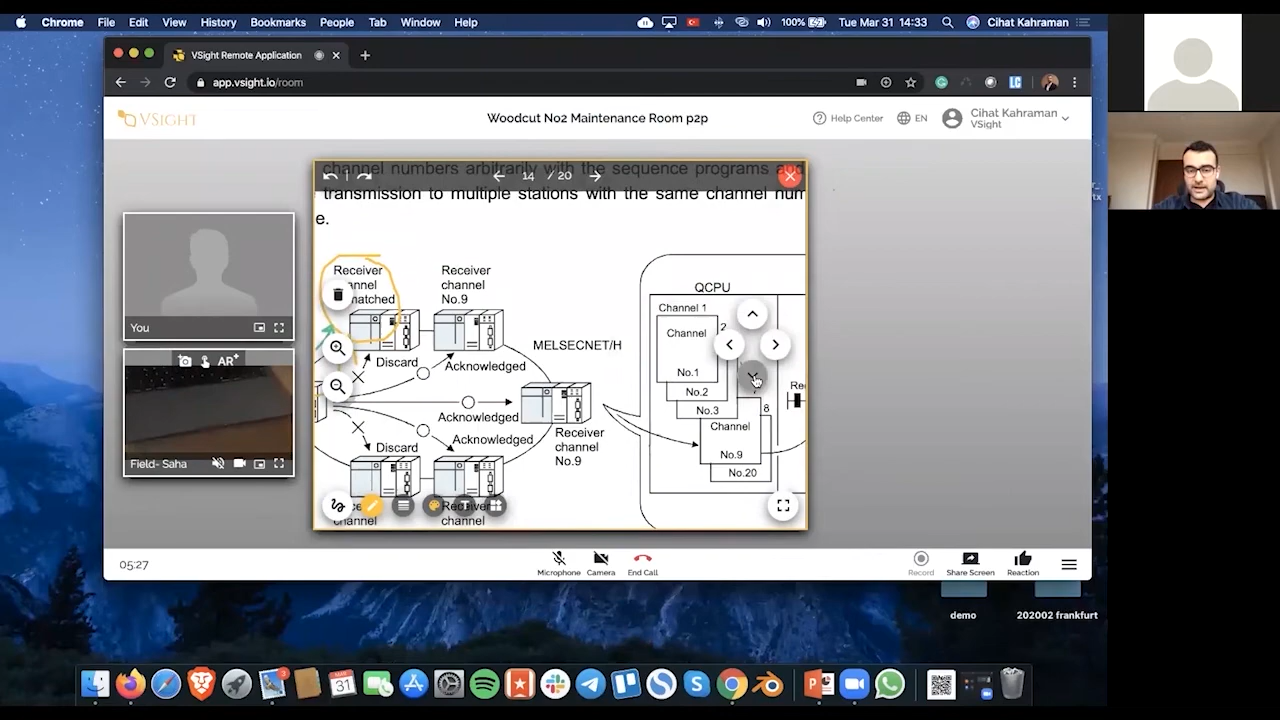 Chrome File Edit View History Bookmarks People Tab Window Help 100% Tue Mar 31 14:33 Cihat Kahraman
VSight Remote Application
app.vsight.io/room
VSIGHT
Woodcut No2 Maintenance Room p2p
Help Center
EN
Cihat Kahraman
VSight
channel numbers arbilrarily with the sequence programs and
14 / 20
transmission to multiple stations with the same channel num
e.
Receiver
matched
Receiver
channel
No.9
QCPU
Channel 1
Channel
No.1
2
No.2
No.3
Channel
No.9
8
No.20
Discard
Acknowledged
MELSECNET/H
Acknowledged
Receiver
channel
No.9
Discard
Acknowledged
channel
Receiver
channel
You
AR+
Field- Saha
05:27
Microphone
Camera
End Call
Record
Share Screen
Reaction
demo
202002 frankfurt